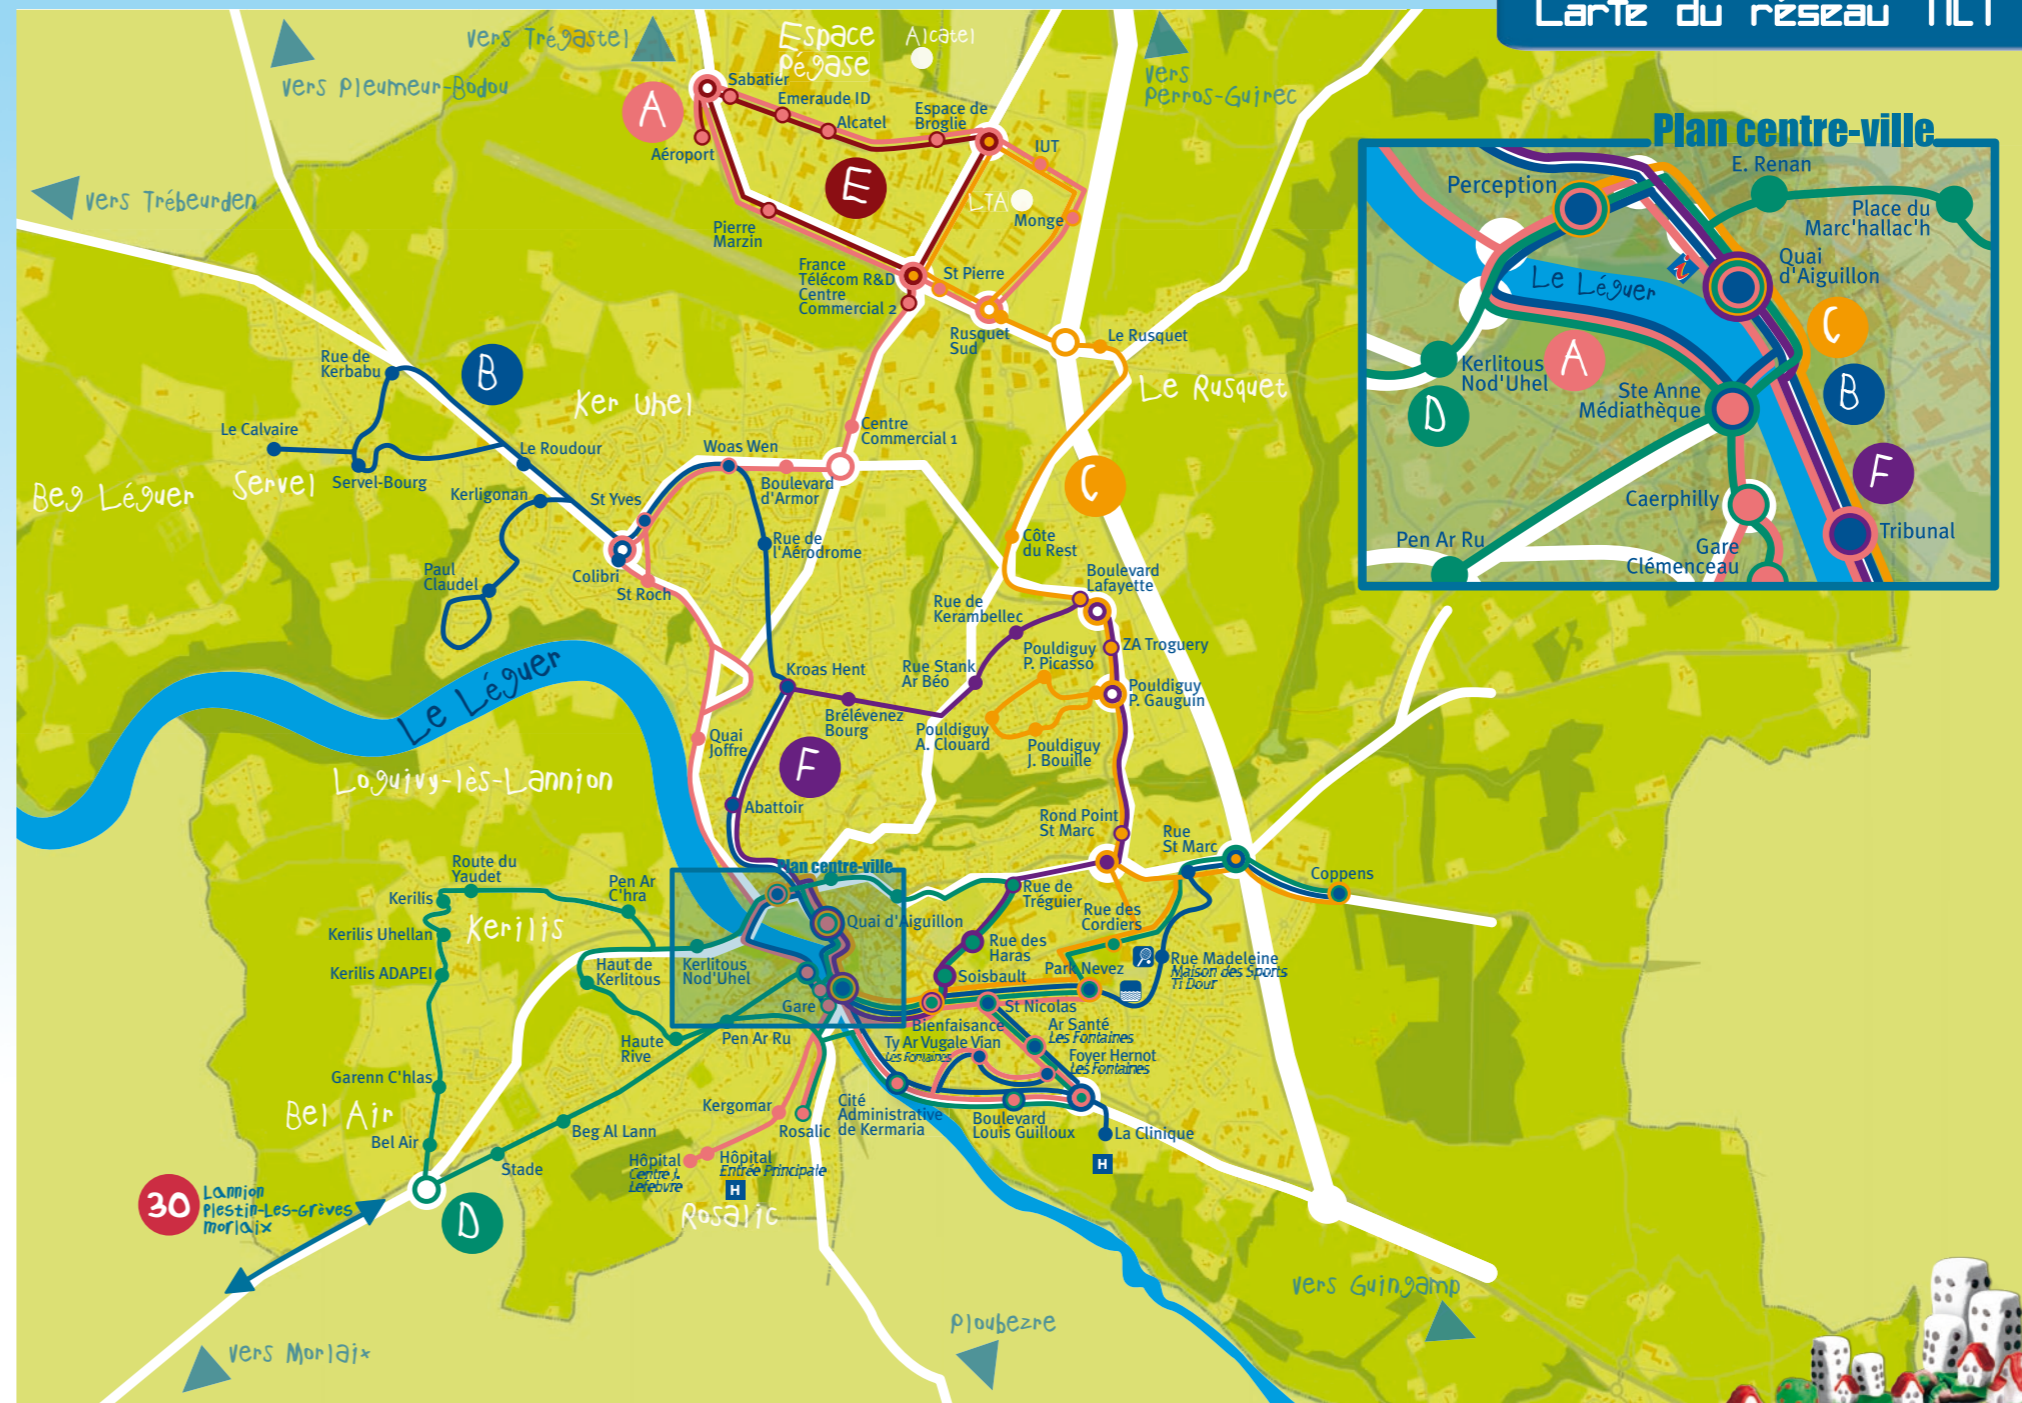 Carte du réseau TILT
vers Trégastel
Espace
Pégase
Alcatel
vers Pleumeur-Bodou
vers
Perros-Guirec
vers Trébeurden
Sabatier
Emeraude ID
Alcatel
Espace de
Broglie
A
Aéroport
IUT
E
LTA
Monge
Pierre
Marzin
France
Télécom R&D
Centre
Commercial 2
St Pierre
Rusquet
Sud
Le Rusquet
Le Rusquet
Rue de
Kerbabu
B
Ker Uhel
Le Calvaire
Centre
Commercial 1
Woas Wen
Le Roudour
Servel
Servel-Bourg
Beg Léguer
Kerligonan
St Yves
Boulevard
d'Armor
C
Rue de
l'Aérodrome
Côte
du Rest
Paul
Claudel
Colibri
St Roch
Boulevard
Lafayette
Rue de
Kerambellec
ZA Troguery
Pouldiguy
P. Picasso
Kroas Hent
Rue Stank
Ar Béo
Pouldiguy
P. Gauguin
Le Léguer
Brélévenez
Bourg
Pouldiguy
A. Clouard
Pouldiguy
J. Bouille
Quai
Joffre
F
Loguivy-lès-Lannion
Abattoir
Rond Point
St Marc
Rue
St Marc
Coppens
Plan centre-ville
Route du
Yaudet
Kerilis
Pen Ar
C'hra
Kerilis
Kerilis Uhellan
Kerilis ADAPEI
Quai d'Aiguillon
Rue de
Tréguier
Rue des
Cordiers
Rue des
Haras
Haut de
Kerlitous
Kerlitous
Nod'Uhel
Soisbault
Park Nevez
Rue Madeleine
Maison des Sports
Ti Dour
Gare
St Nicolas
Bienfaisance
Haute
Rive
Pen Ar Ru
Ar Santé
Les Fontaines
Ty Ar Vugale Vian
Les Fontaines
Foyer Hernot
Les Fontaines
Garenn C'hlas
Bel Air
Bel Air
Beg Al Lann
Kergomar
Rosalic
Cité
Administrative
de Kermaria
Boulevard
Louis Guilloux
La Clinique
H
Stade
Hôpital
Centre J.
Lefebvre
Hôpital
Entrée Principale
H
Rosalic
30
Lannion
Plestin-Les-Grèves
Morlaix
D
vers Morlaix
Ploubezre
vers Guingamp
Plan centre-ville
E. Renan
Perception
Place du
Marc'hallac'h
Quai
d'Aiguillon
i
Le Léguer
C
Kerlitous
Nod'Uhel
A
Ste Anne
Médiathèque
B
D
F
Caerphilly
Tribunal
Pen Ar Ru
Gare
Clémenceau